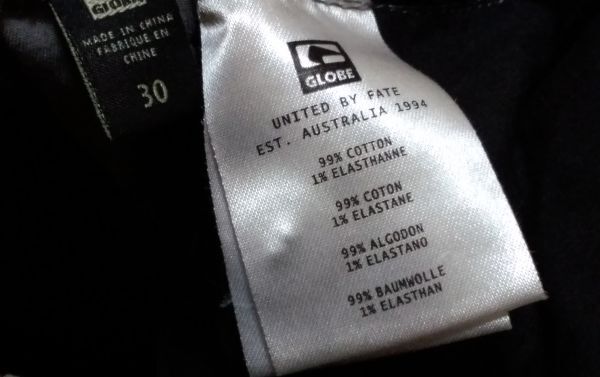 GLOBE
MADE IN CHINA
FABRIQUE EN
CHINE
30
GLOBE
UNITED BY FATE
EST. AUSTRALIA 1994
99% COTTON
1% ELASTHANNE
99% COTON
1% ELASTANE
99% ALGODON
1% ELASTANO
99% BAUMWOLLE
1% ELASTHAN